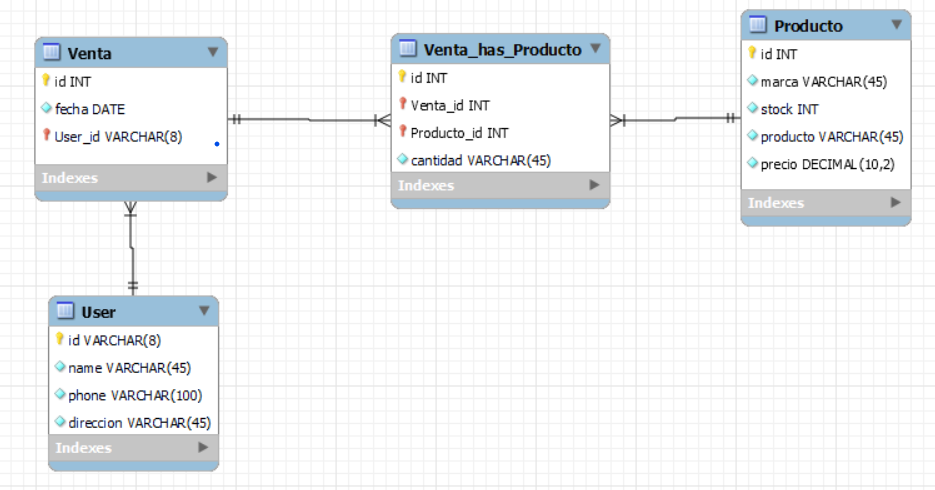 Venta
id INT
fecha DATE
User_id VARCHAR(8)
Indexes
Venta_has_Producto
id INT
Venta_id INT
Producto_id INT
cantidad VARCHAR(45)
Indexes
Producto
id INT
marca VARCHAR(45)
stock INT
producto VARCHAR(45)
precio DECIMAL(10,2)
Indexes
User
id VARCHAR(8)
name VARCHAR(45)
phone VARCHAR(100)
direccion VARCHAR(45)
Indexes